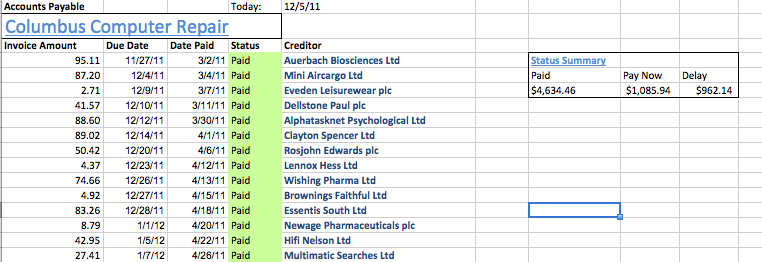 Accounts Payable Today: 12/5/11
Columbus Computer Repair
Invoice Amount Due Date Date Paid Status Creditor
95.11 11/27/11 3/2/11 Paid Auerbach Biosciences Ltd Status Summary
87.20 12/4/11 3/4/11 Paid Mini Aircargo Ltd Paid Pay Now Delay
2.71 12/9/11 3/7/11 Paid Eveden Leisurewear plc $4,634.46 $1,085.94 $962.14
41.57 12/10/11 3/11/11 Paid Dellstone Paul plc
88.60 12/12/11 3/30/11 Paid Alphatasknet Psychological Ltd
89.02 12/14/11 4/1/11 Paid Clayton Spencer Ltd
50.42 12/20/11 4/6/11 Paid Rosjohn Edwards plc
4.37 12/23/11 4/12/11 Paid Lennox Hess Ltd
74.66 12/26/11 4/13/11 Paid Wishing Pharma Ltd
4.92 12/27/11 4/15/11 Paid Brownings Faithful Ltd
83.26 12/28/11 4/18/11 Paid Essentis South Ltd
8.79 1/1/12 4/20/11 Paid Newage Pharmaceuticals plc
42.95 1/5/12 4/22/11 Paid Hifi Nelson Ltd
27.41 1/7/12 4/26/11 Paid Multimatic Searches Ltd